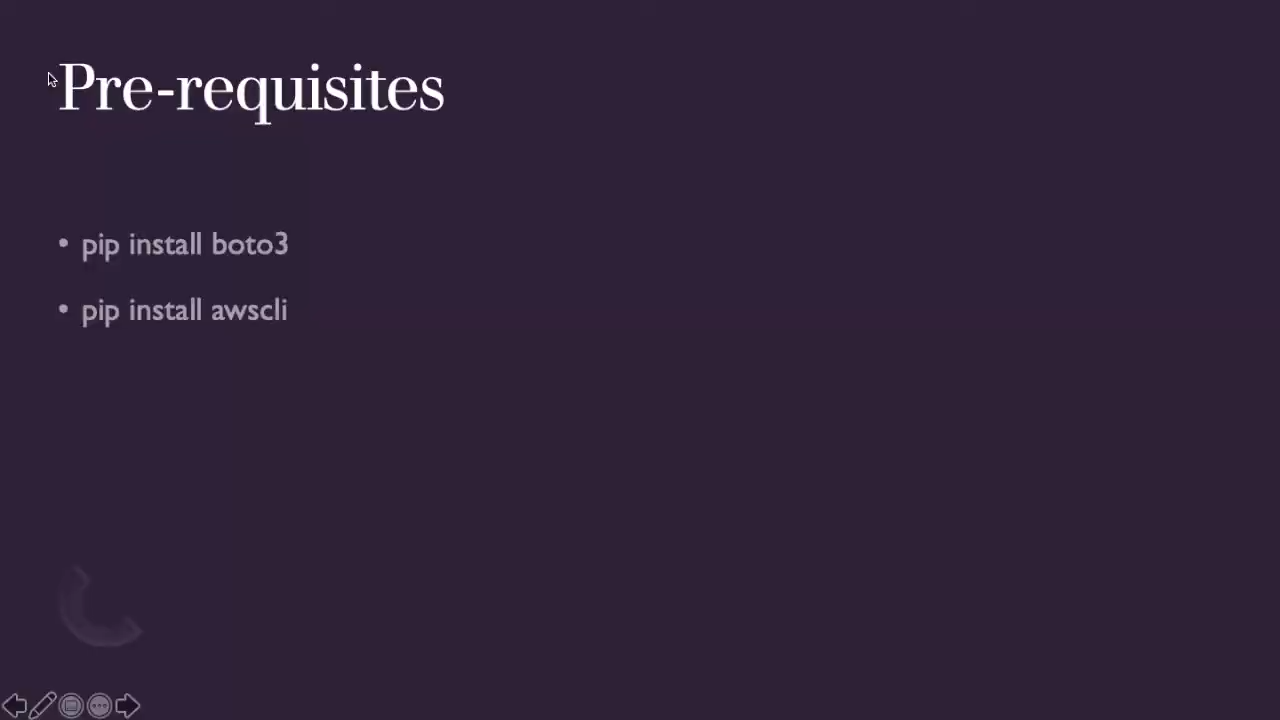 Pre-requisites
• pip install boto3
• pip install awscli